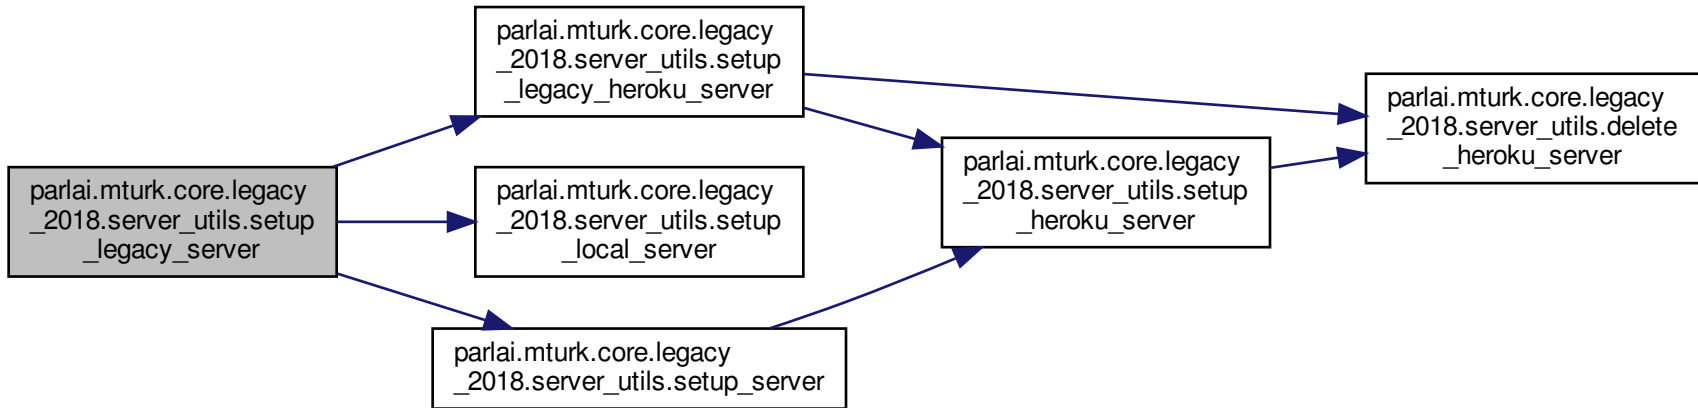 parlai.mturk.core.legacy
_2018.server_utils.setup
_legacy_server
parlai.mturk.core.legacy
_2018.server_utils.setup
_legacy_heroku_server
parlai.mturk.core.legacy
_2018.server_utils.setup
_local_server
parlai.mturk.core.legacy
_2018.server_utils.setup_server
parlai.mturk.core.legacy
_2018.server_utils.setup
_heroku_server
parlai.mturk.core.legacy
_2018.server_utils.delete
_heroku_server